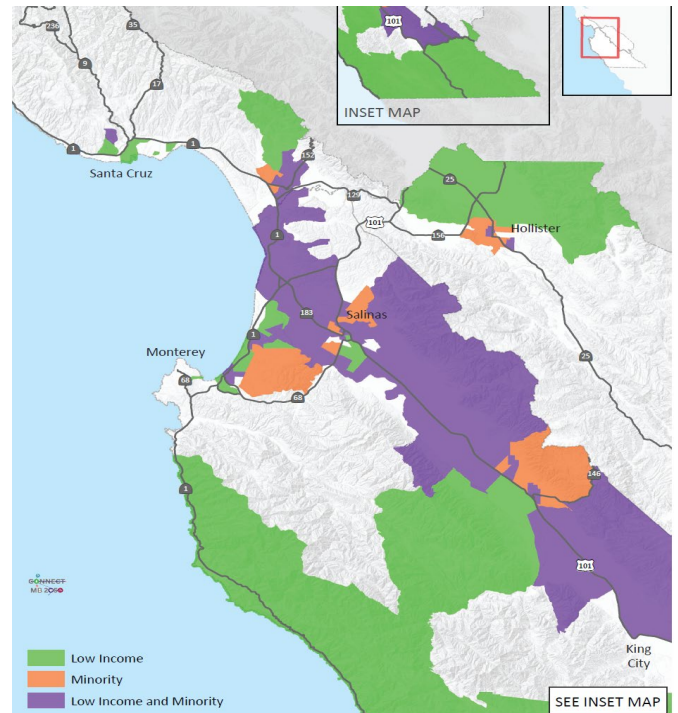 236
35
9
17
1
1
Santa Cruz
152
129
1
101
INSET MAP
25
156
Hollister
183
Salinas
1
Monterey
68
68
25
1
146
101
CONNECT
MB 2050
King
City
Low Income
Minority
Low Income and Minority
SEE INSET MAP
101